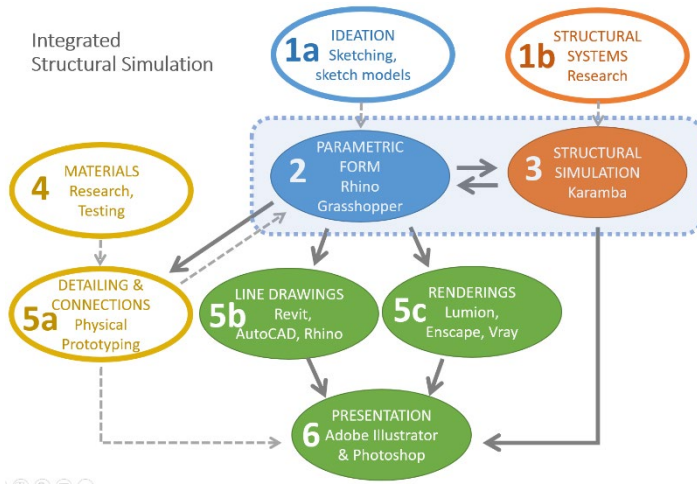 Integrated
Structural Simulation
1a
IDEATION
Sketching,
sketch models
1b
STRUCTURAL
SYSTEMS
Research
2
PARAMETRIC
FORM
Rhino
Grasshopper
3
STRUCTURAL
SIMULATION
Karamba
4
MATERIALS
Research,
Testing
5a
DETAILING &
CONNECTIONS
Physical
Prototyping
5b
LINE DRAWINGS
Revit,
AutoCAD, Rhino
5c
RENDERINGS
Lumion,
Enscape, Vray
6
PRESENTATION
Adobe Illustrator
& Photoshop